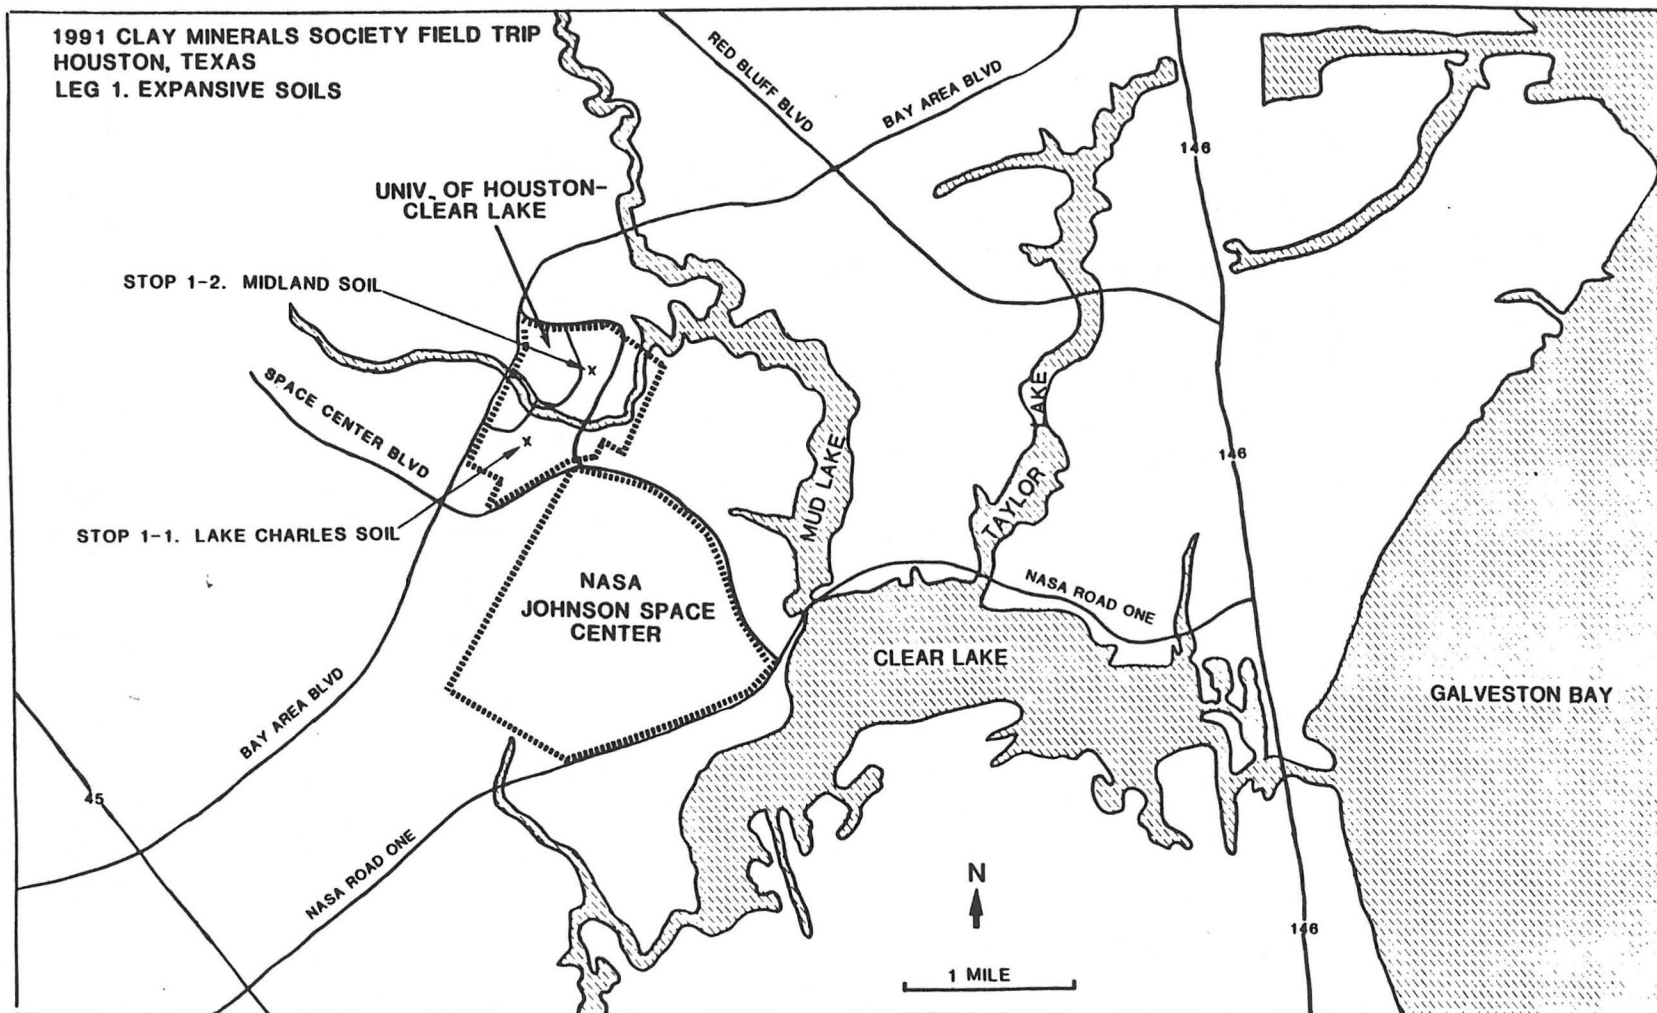 1991 CLAY MINERALS SOCIETY FIELD TRIP
HOUSTON, TEXAS
LEG 1. EXPANSIVE SOILS
RED BLUFF BLVD
BAY AREA BLVD
146
UNIV. OF HOUSTON-
CLEAR LAKE
STOP 1-2. MIDLAND SOIL
x
SPACE CENTER BLVD
x
STOP 1-1. LAKE CHARLES SOIL
MUD LAKE
TAYLOR LAKE
146
NASA
JOHNSON SPACE
CENTER
NASA ROAD ONE
CLEAR LAKE
GALVESTON BAY
BAY AREA BLVD
45
NASA ROAD ONE
N
146
1 MILE